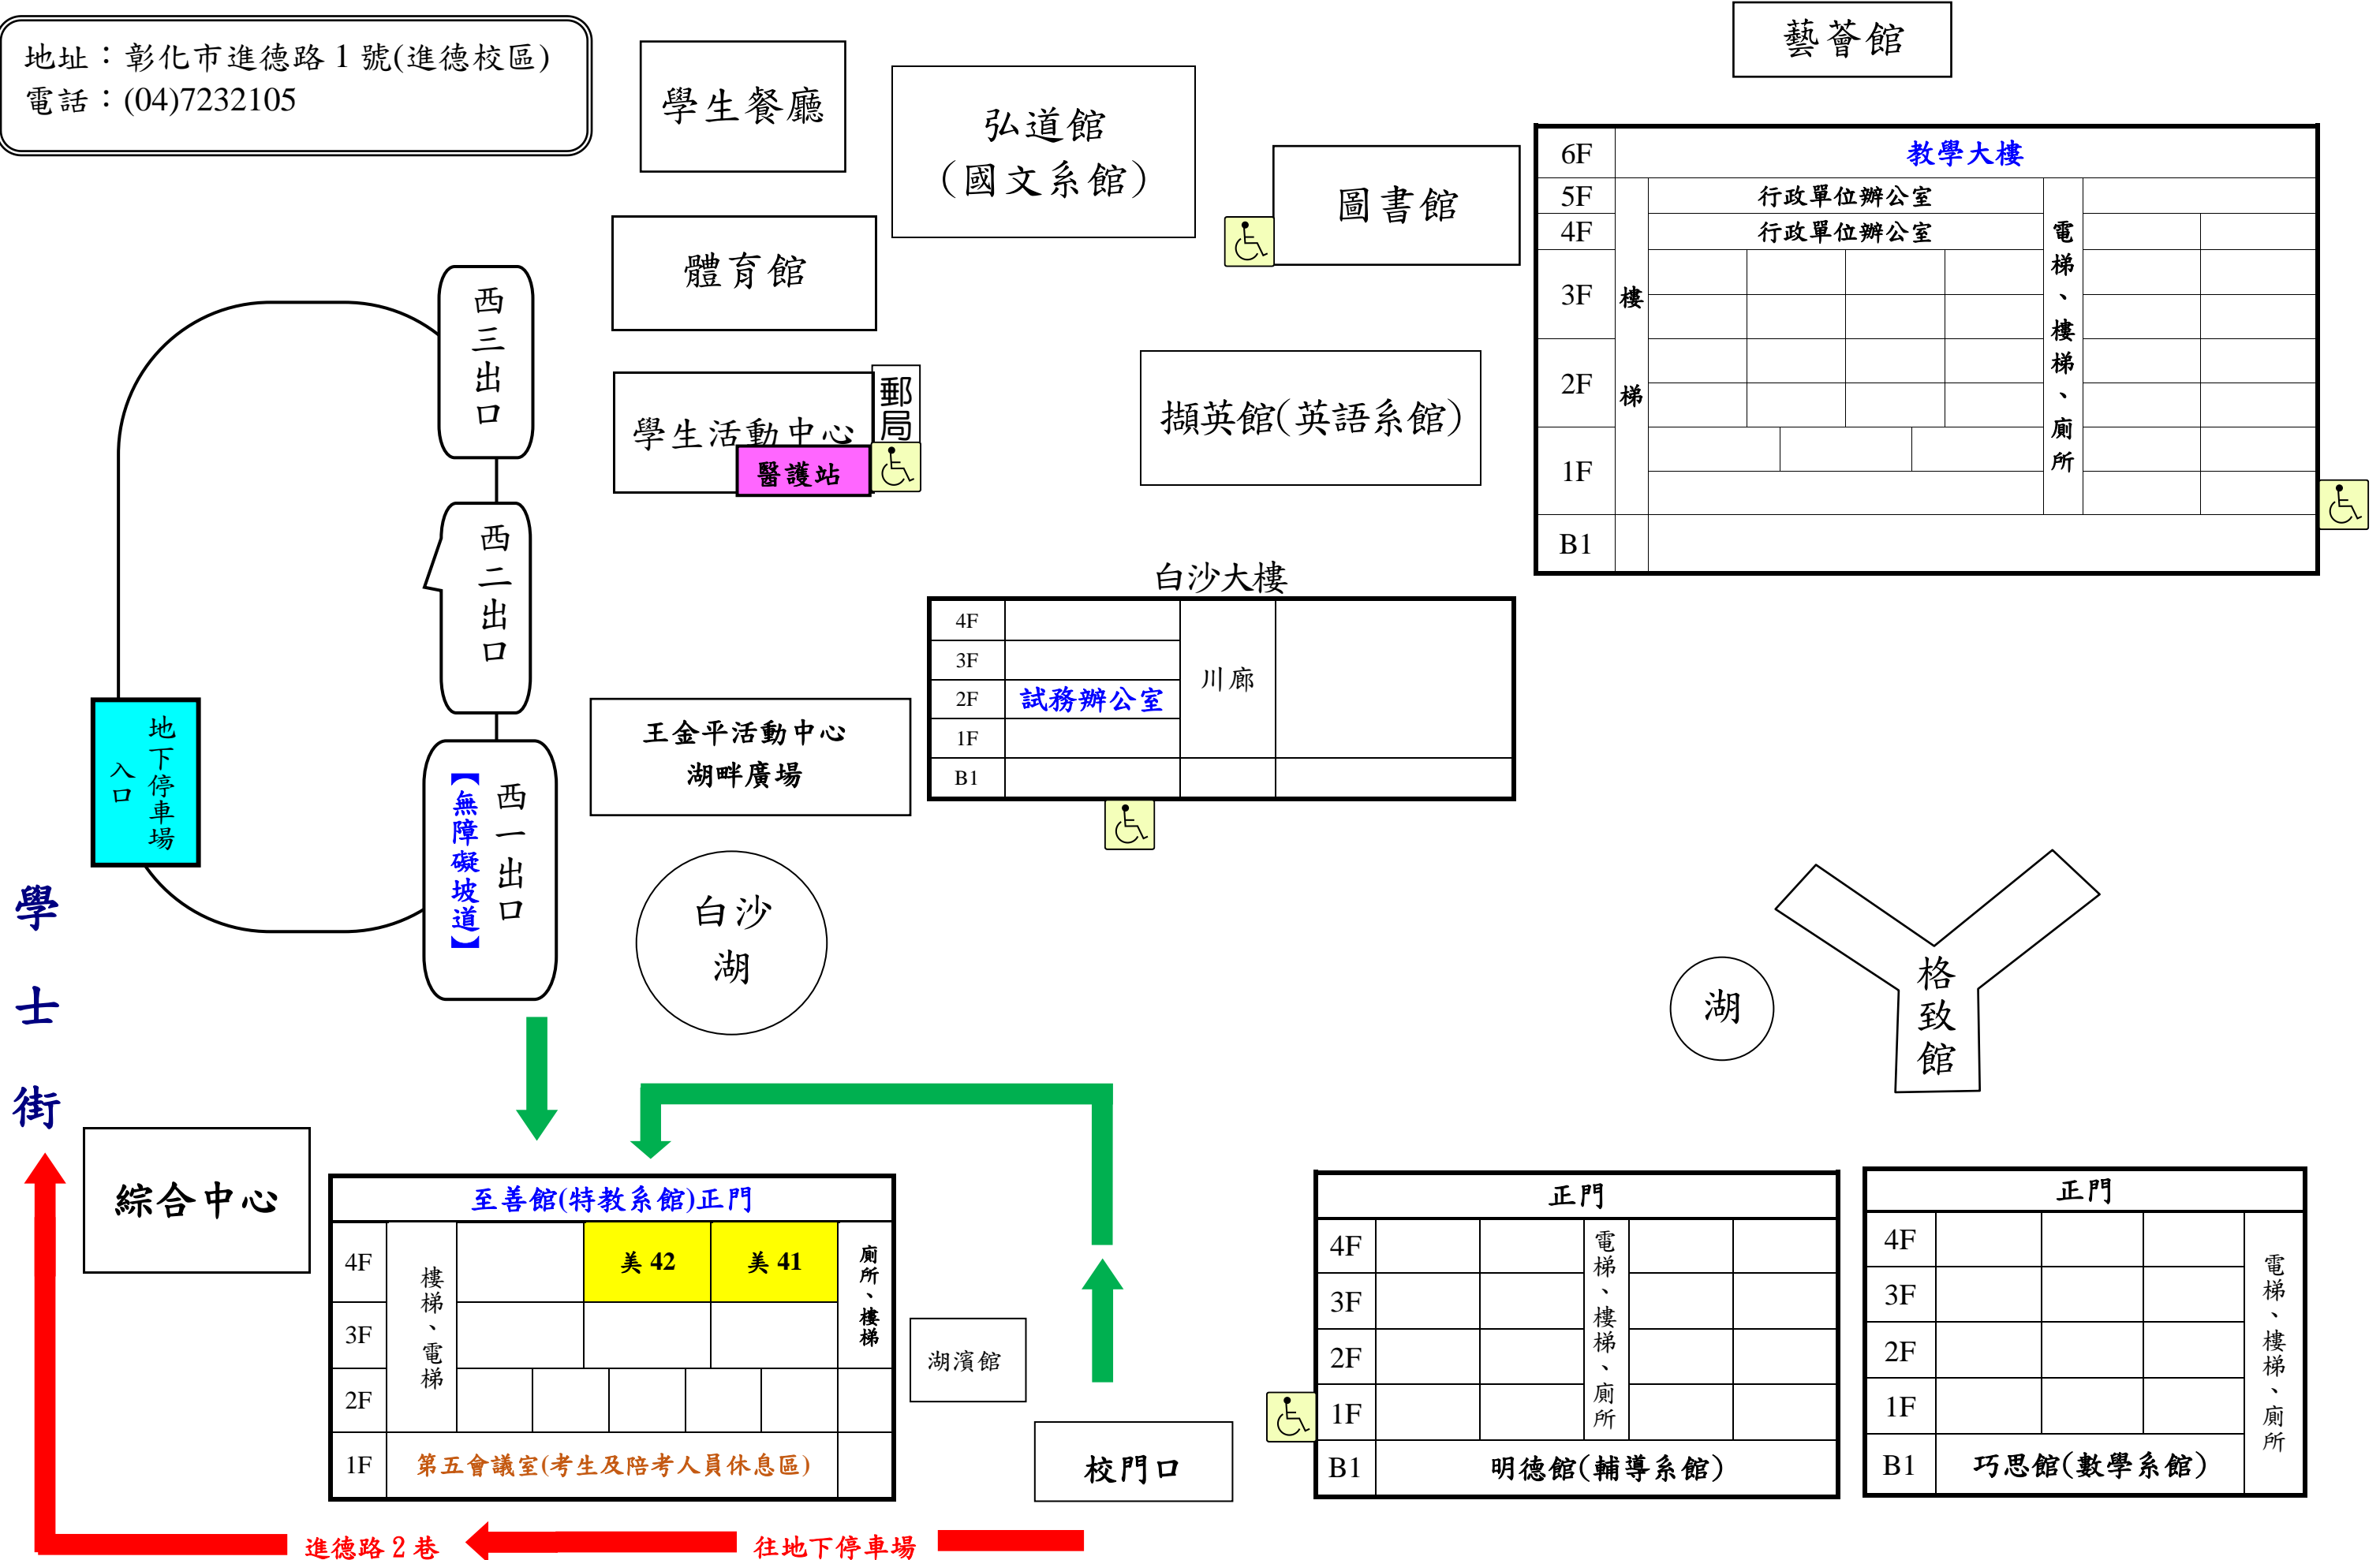 地址：彰化市進德路 1 號(進德校區)
電話：(04)7232105
學生餐廳
弘道館
(國文系館)
藝薈館
圖書館
體育館
6F 教學大樓
5F 行政單位辦公室
4F 行政單位辦公室
3F
2F
1F
B1
樓梯
電梯、樓梯、廁所
西三出口
學生活動中心
郵局
醫護站
擷英館(英語系館)
西二出口
白沙大樓
4F
3F
2F 試務辦公室
1F
B1
川廊
王金平活動中心
湖畔廣場
地下停車場
入口
西一出口
【無障礙坡道】
白沙
湖
湖
格致館
學士街
綜合中心
至善館(特教系館)正門
4F 美 42 美 41
3F
2F
1F 第五會議室(考生及陪考人員休息區)
樓梯、電梯
廁所、樓梯
湖濱館
校門口
正門
4F
3F
2F
1F
B1 明德館(輔導系館)
電梯、樓梯、廁所
正門
4F
3F
2F
1F
B1 巧思館(數學系館)
電梯、樓梯、廁所
進德路 2 巷
往地下停車場